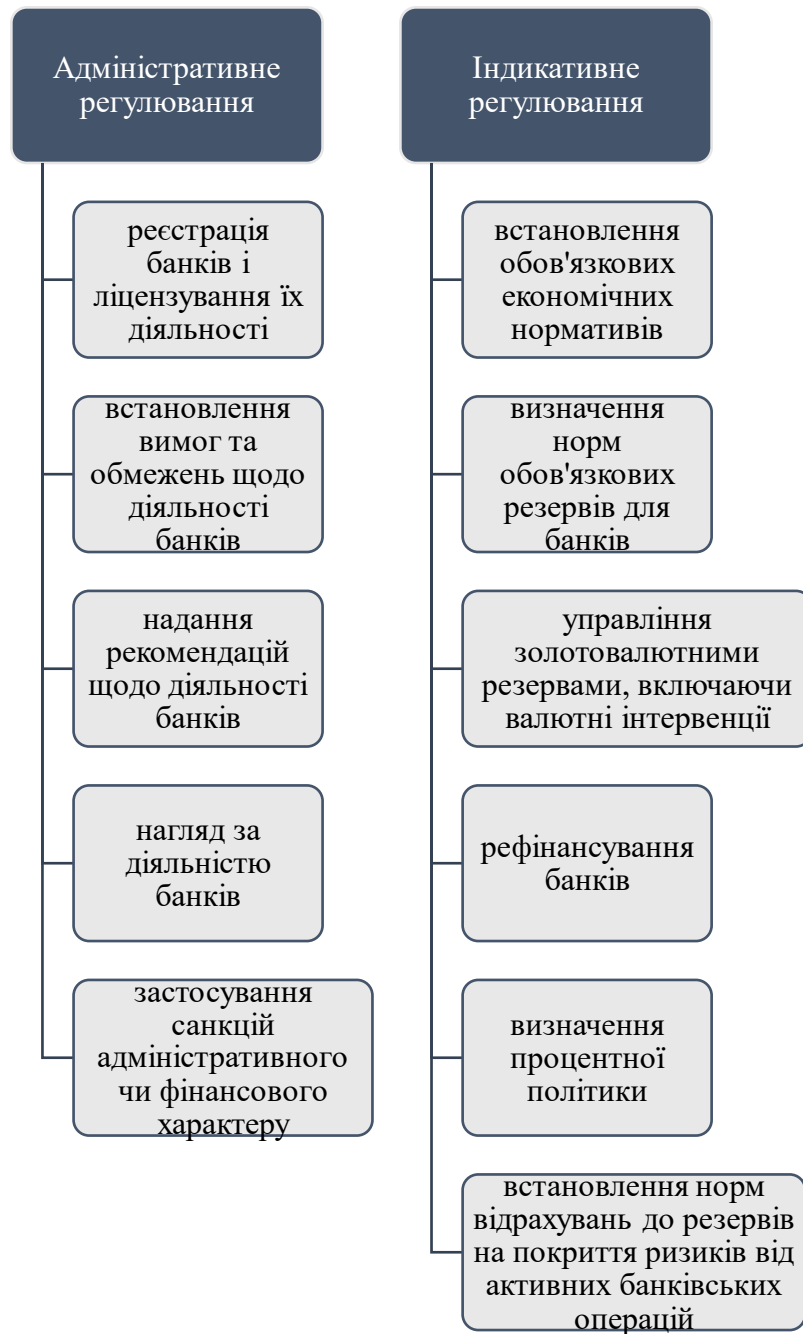 Адміністративне
регулювання
реєстрація
банків і
ліцензування їх
діяльності
встановлення
вимог та
обмежень щодо
діяльності
банків
надання
рекомендацій
щодо діяльності
банків
нагляд за
діяльністю
банків
застосування
санкцій
адміністративного
чи фінансового
характеру
Індикативне
регулювання
встановлення
обов'язкових
економічних
нормативів
визначення
норм
обов'язкових
резервів для
банків
управління
золотовалютними
резервами, включаючи
валютні інтервенції
рефінансування
банків
визначення
процентної
політики
встановлення норм
відрахувань до резервів
на покриття ризиків від
активних банківських
операцій